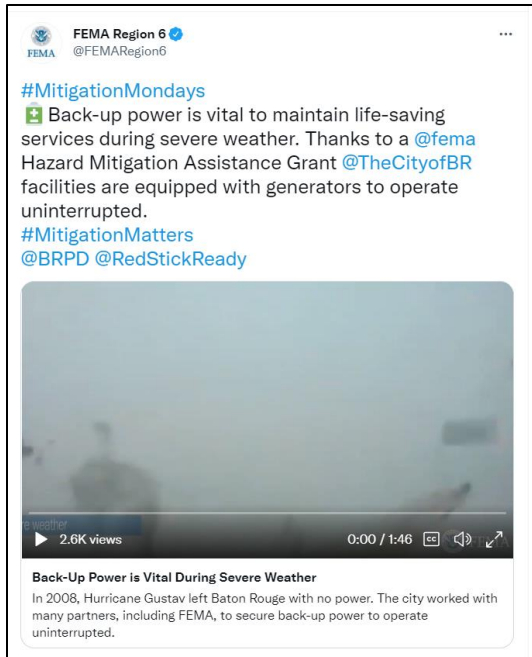 FEMA Region 6
FEMA
@FEMARegion6
#MitigationMondays
Back-up power is vital to maintain life-saving
services during severe weather. Thanks to a @fema
Hazard Mitigation Assistance Grant @TheCityofBR
facilities are equipped with generators to operate
uninterrupted.
#MitigationMatters
@BRPD @RedStickReady
re weather
2.6K views
0:00 / 1:46
CC
FEMA
Back-Up Power is Vital During Severe Weather
In 2008, Hurricane Gustav left Baton Rouge with no power. The city worked with
many partners, including FEMA, to secure back-up power to operate
uninterrupted.